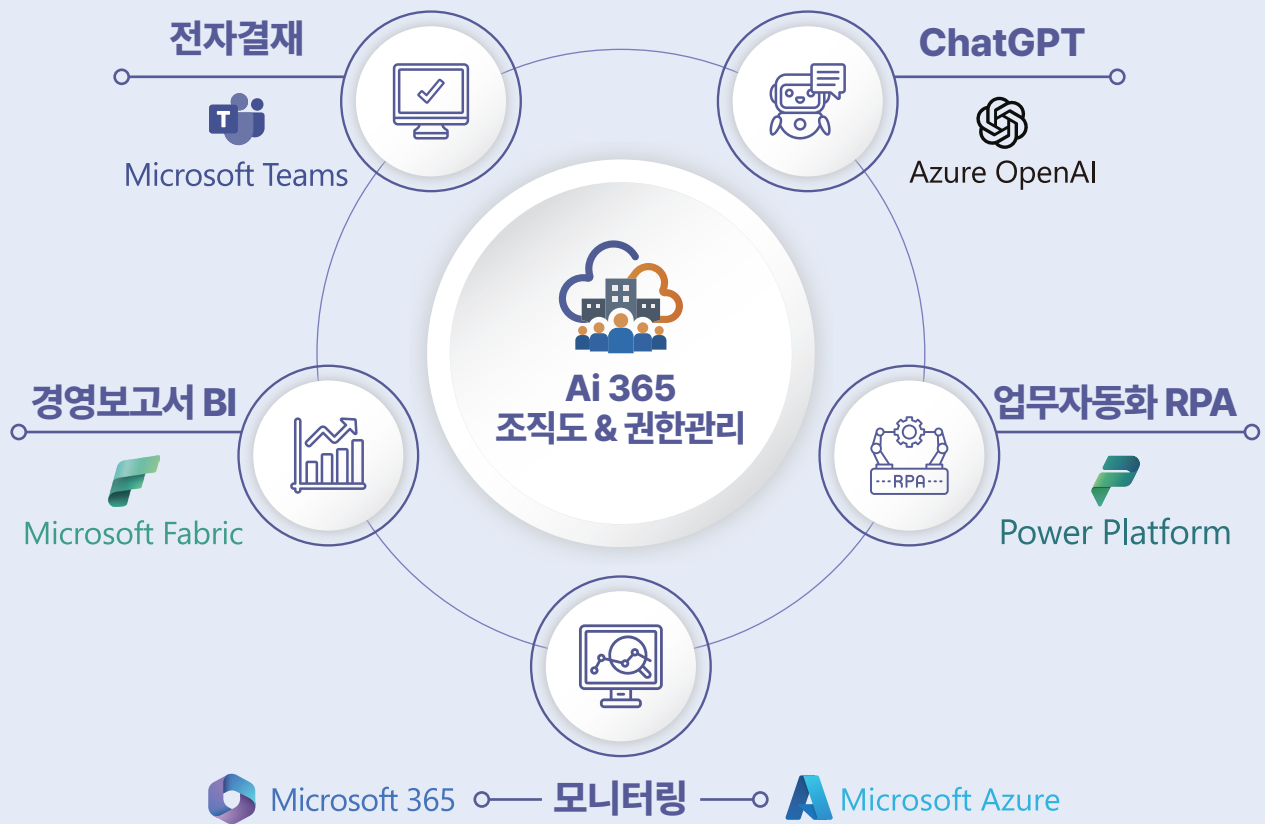 전자결재
T
Microsoft Teams
ChatGPT
Azure OpenAI
Ai 365
조직도 & 권한관리
경영보고서 BI
Microsoft Fabric
업무자동화 RPA
RPA
Power Platform
Microsoft 365
모니터링
Microsoft Azure